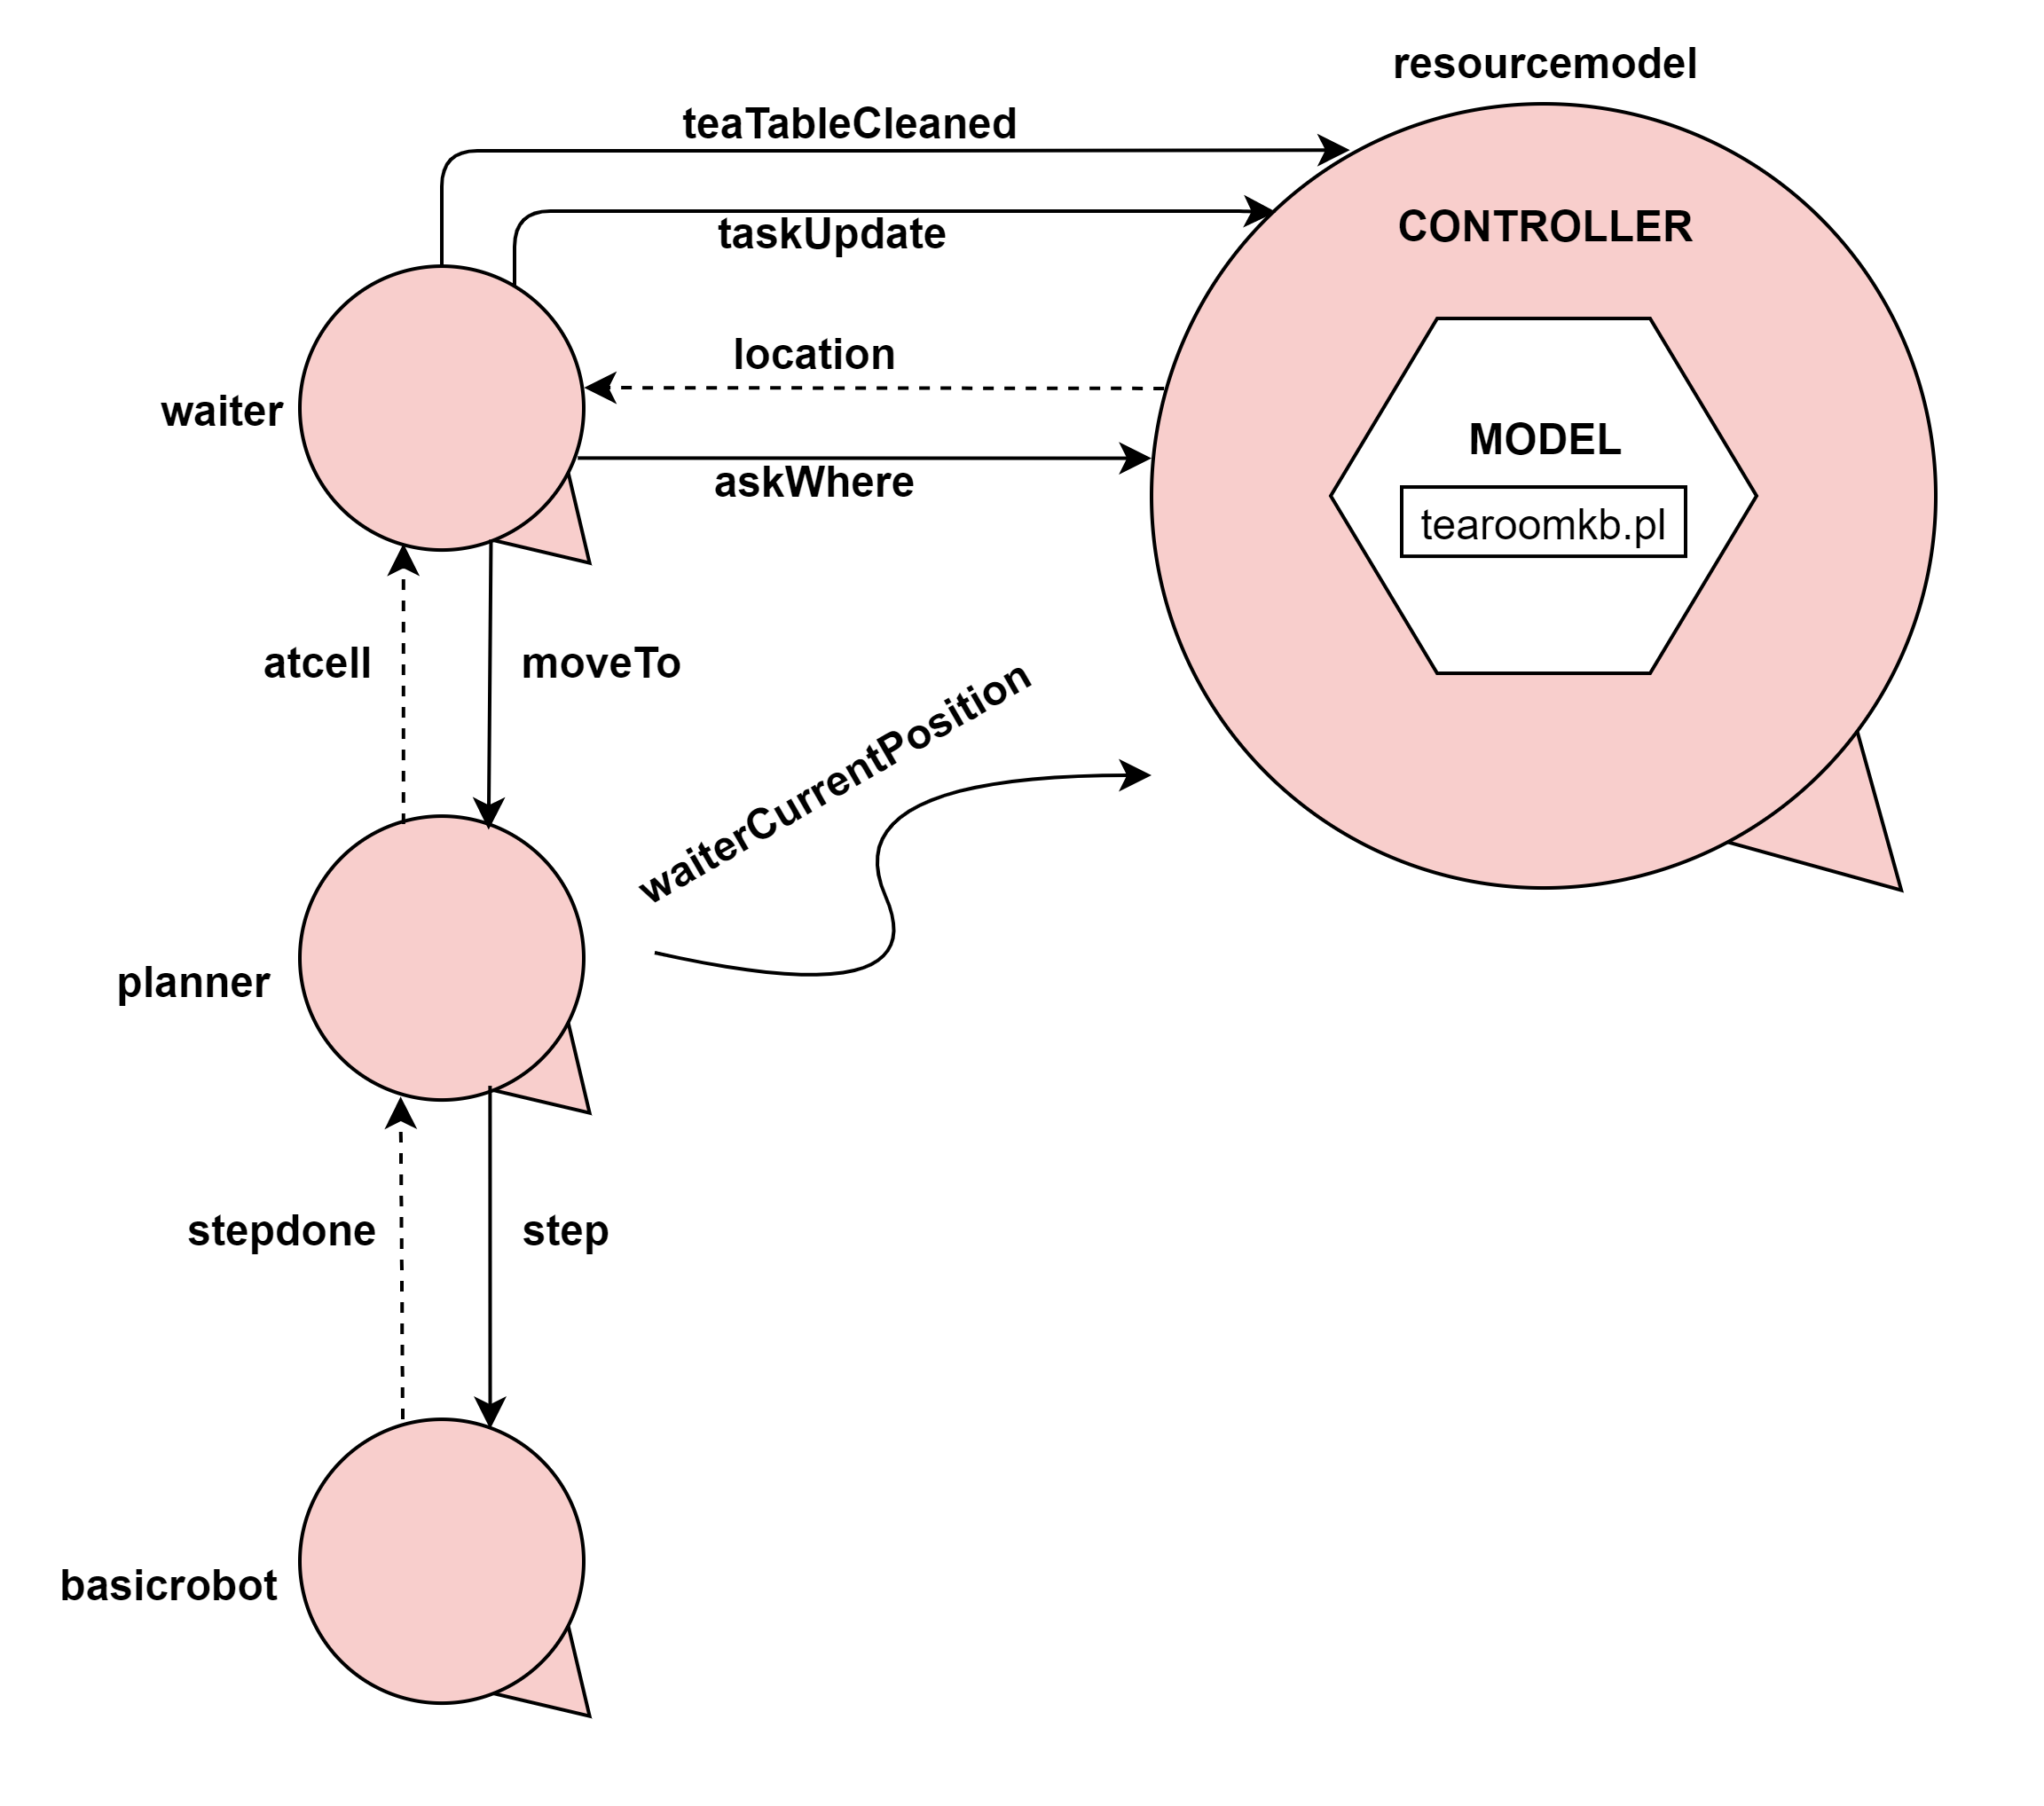 resourcemodel
teaTableCleaned
CONTROLLER
taskUpdate
location
waiter
MODEL
askWhere
tearoomkb.pl
atcell
moveTo
waiterCurrentPosition
planner
stepdone
step
basicrobot